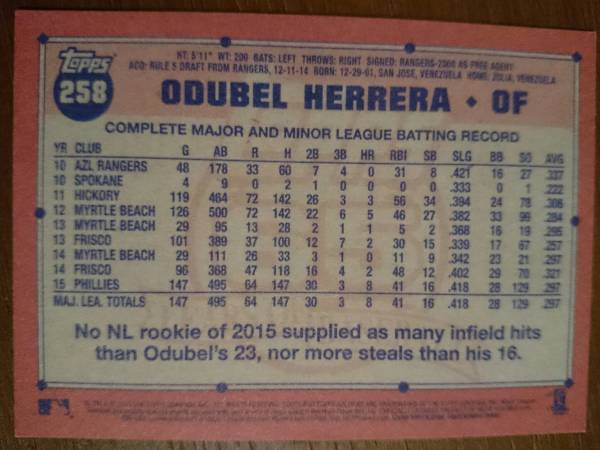 Topps
258
HT: 5'11" WT: 200 BATS: LEFT THROWS: RIGHT SIGNED: RANGERS-2008 AS FREE AGENT
ACQ: RULE 5 DRAFT FROM RANGERS, 12-11-14 BORN: 12-29-91, SAN JOSE, VENEZUELA HOME: ZULIA, VENEZUELA
ODUBEL HERRERA • OF
COMPLETE MAJOR AND MINOR LEAGUE BATTING RECORD
YR CLUB G AB R H 2B 3B HR RBI SB SLG BB SO AVG
10 AZL RANGERS 48 178 33 60 7 4 0 31 8 .421 16 27 .337
10 SPOKANE 4 9 0 2 1 0 0 0 0 .333 0 1 .222
11 HICKORY 119 464 72 142 26 3 3 56 34 .394 24 78 .306
12 MYRTLE BEACH 126 500 72 142 22 6 5 46 27 .382 33 96 .284
13 MYRTLE BEACH 29 95 13 28 2 1 1 5 2 .368 16 19 .295
13 FRISCO 101 389 37 100 12 7 2 30 15 .339 17 67 .257
14 MYRTLE BEACH 29 111 26 33 3 1 0 11 9 .342 23 21 .297
14 FRISCO 96 368 47 118 16 4 2 48 12 .402 29 70 .321
15 PHILLIES 147 495 64 147 30 3 8 41 16 .418 28 129 .297
MAJ. LEA. TOTALS 147 495 64 147 30 3 8 41 16 .418 28 129 .297
No NL rookie of 2015 supplied as many infield hits
than Odubel's 23, nor more steals than his 16.